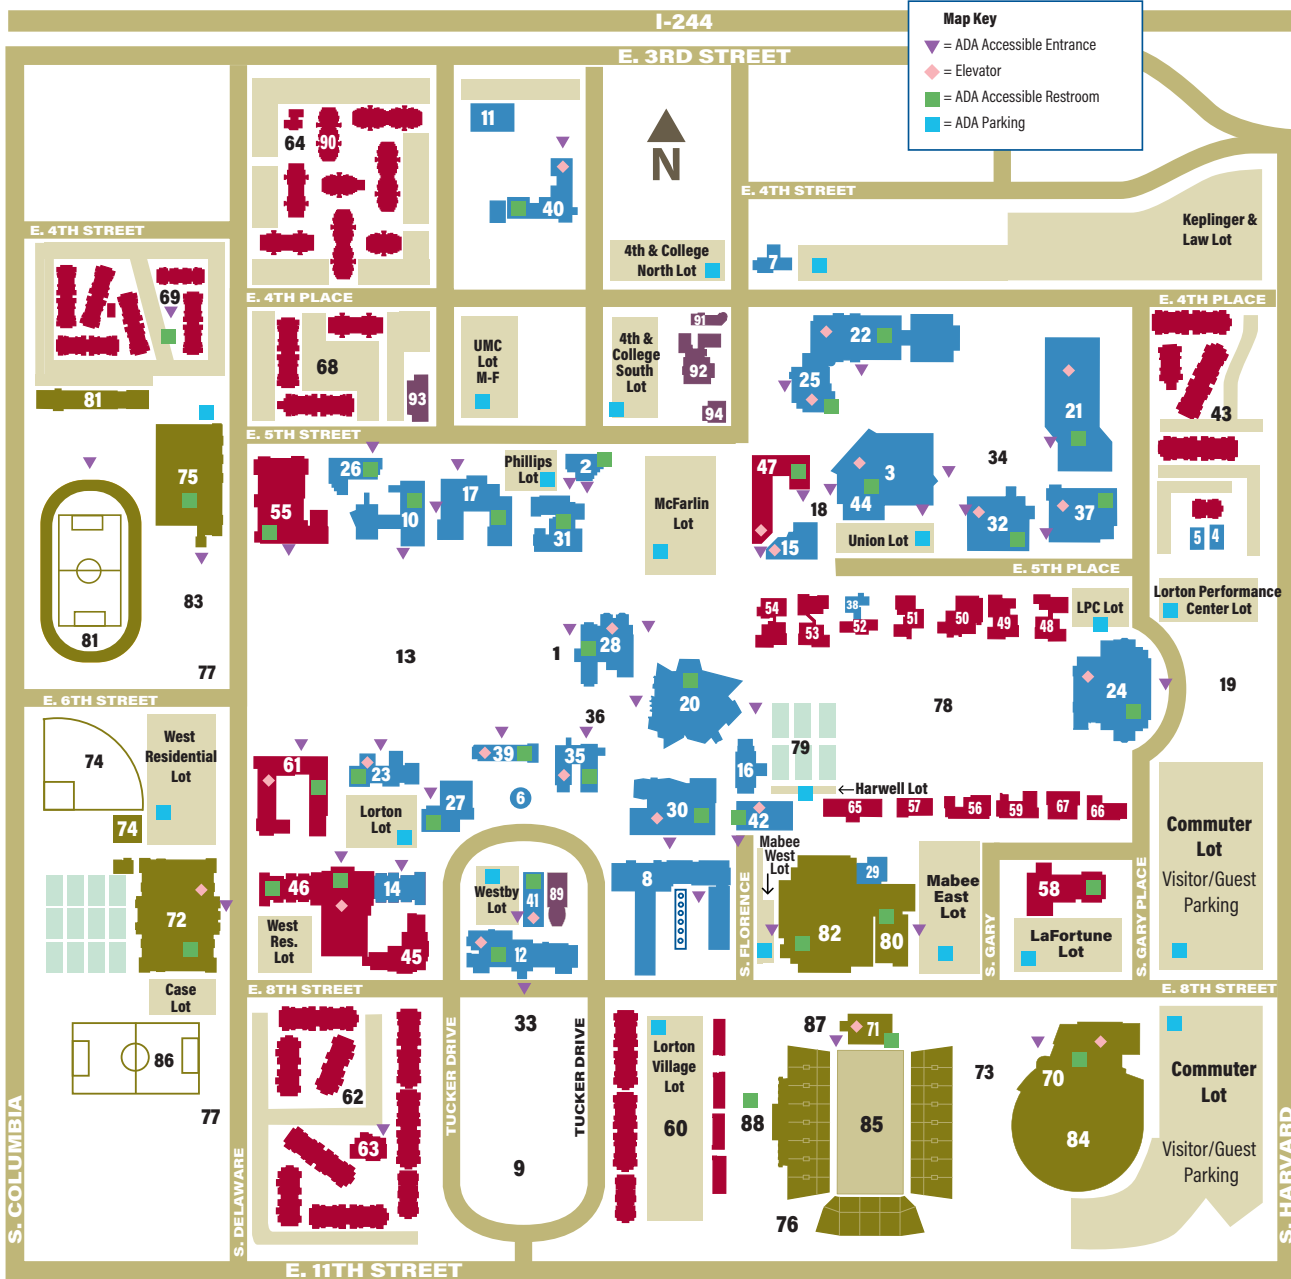 I-244
E. 3RD STREET
Map Key
= ADA Accessible Entrance
= Elevator
= ADA Accessible Restroom
= ADA Parking
N
11
64
90
40
E. 4TH STREET
Keplinger &
Law Lot
E. 4TH STREET
4th & College
North Lot
7
69
E. 4TH PLACE
E. 4TH PLACE
91
22
UMC
Lot
M-F
4th &
College
South
Lot
92
68
25
93
94
21
43
81
E. 5TH STREET
75
26
Phillips
Lot
2
47
3
34
17
McFarlin
Lot
55
10
31
18
44
32
37
15
Union Lot
5
4
E. 5TH PLACE
83
54
38
51
50
49
48
LPC Lot
Lorton Performance
Center Lot
53
52
81
13
1
28
77
24
19
E. 6TH STREET
20
78
36
West
Residential
Lot
74
39
35
79
61
23
16
6
27
Harwell Lot
Lorton
Lot
30
42
65
57
56
59
67
66
74
Mabee
West
Lot
Commuter
Lot
Visitor/Guest
Parking
46
14
Westby
Lot
41
89
8
29
Mabee
East
Lot
58
72
West
Res.
Lot
45
12
82
80
LaFortune
Lot
S. FLORENCE
S. GARY
S. GARY PLACE
Case
Lot
E. 8TH STREET
E. 8TH STREET
33
87
71
86
Lorton
Village
Lot
73
70
Commuter
Lot
62
TUCKER DRIVE
TUCKER DRIVE
77
88
85
60
84
63
Visitor/Guest
Parking
9
76
S. COLUMBIA
S. DELAWARE
S. HARVARD
E. 11TH STREET